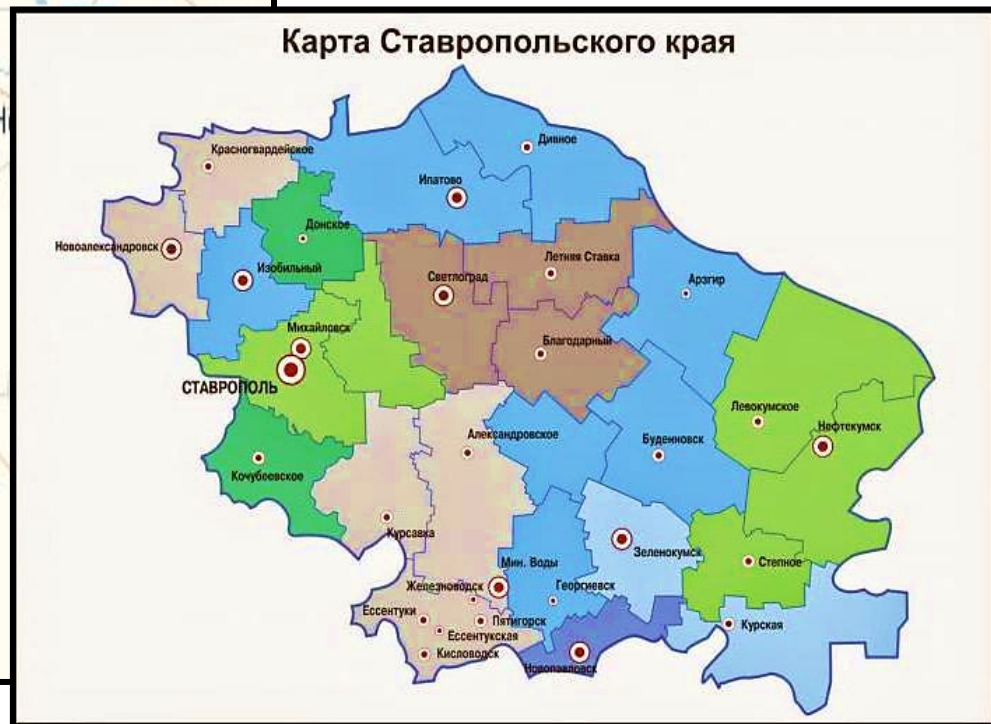 Карта Ставропольского края
Дивное
Красногвардейское
Ипатово
Донское
Новоалександровск
Изобильный
Светлоград
Летняя Ставка
Арзгир
Михайловск
Благодарный
СТАВРОПОЛЬ
Левокумское
Нефтекумск
Александровское
Буденновск
Кочубеевское
Курсавка
Зеленокумск
Мин. Воды
Степное
Железноводск
Георгиевск
Ессентуки
Пятигорск
Курская
Ессентукская
Кисловодск
Новопавловск